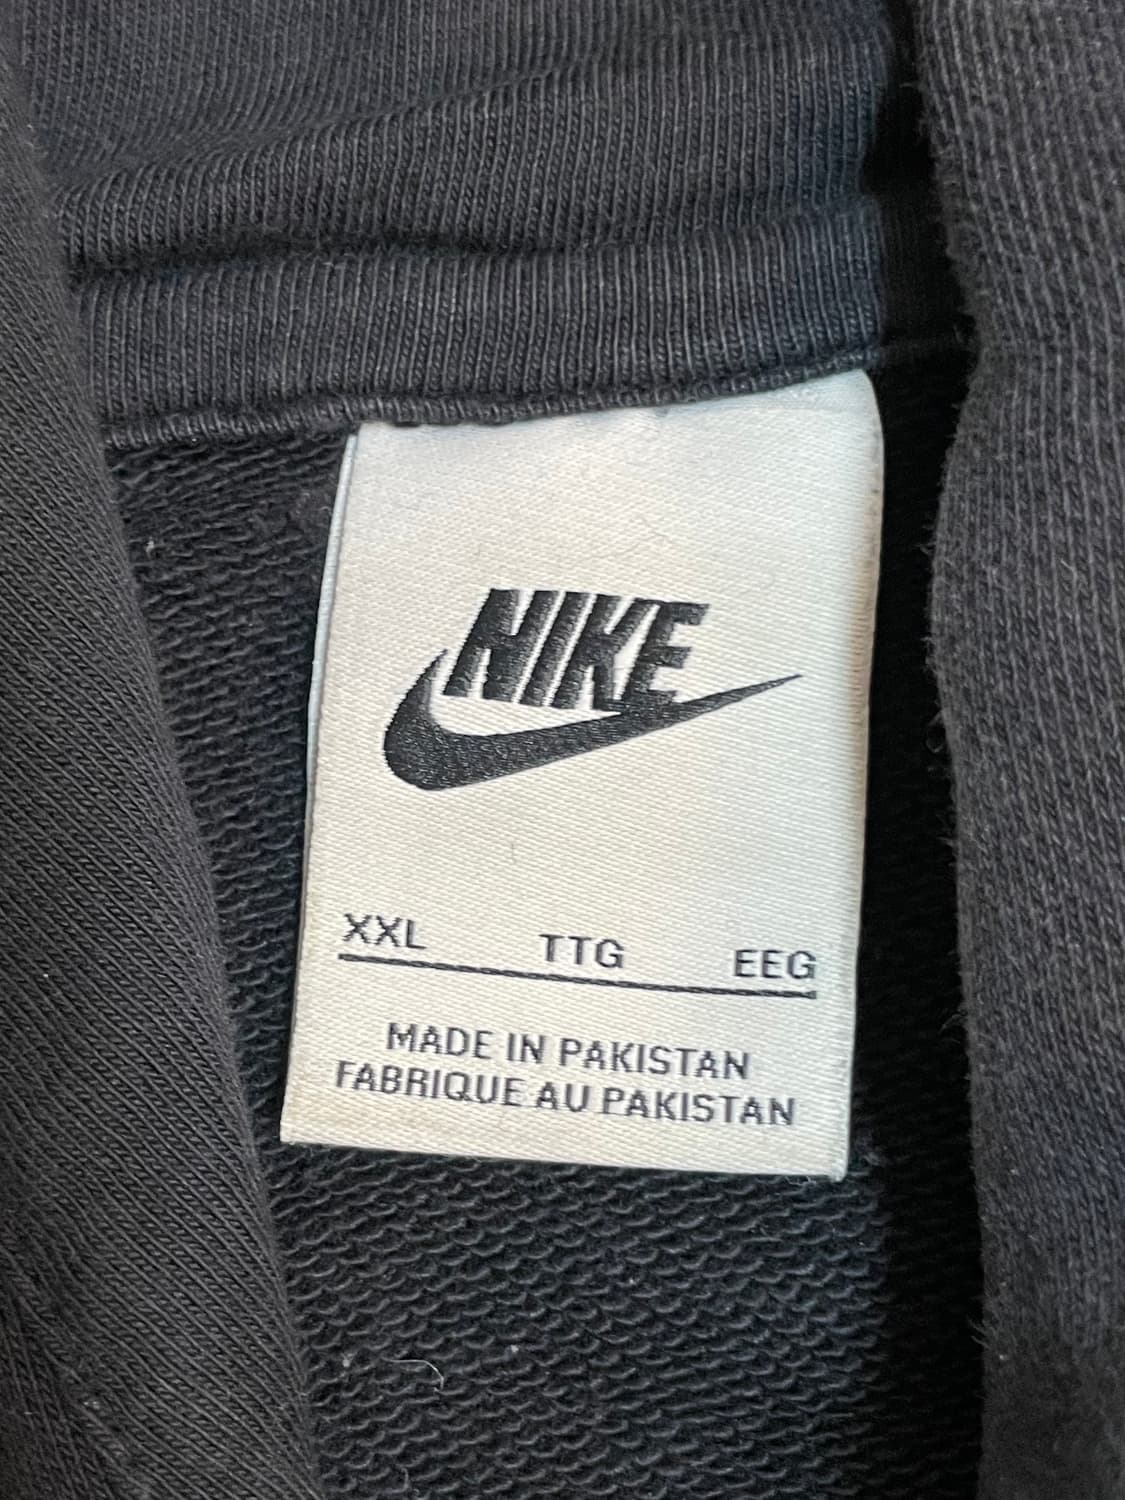 NIKE
XXL TTG EEG
MADE IN PAKISTAN
FABRIQUE AU PAKISTAN